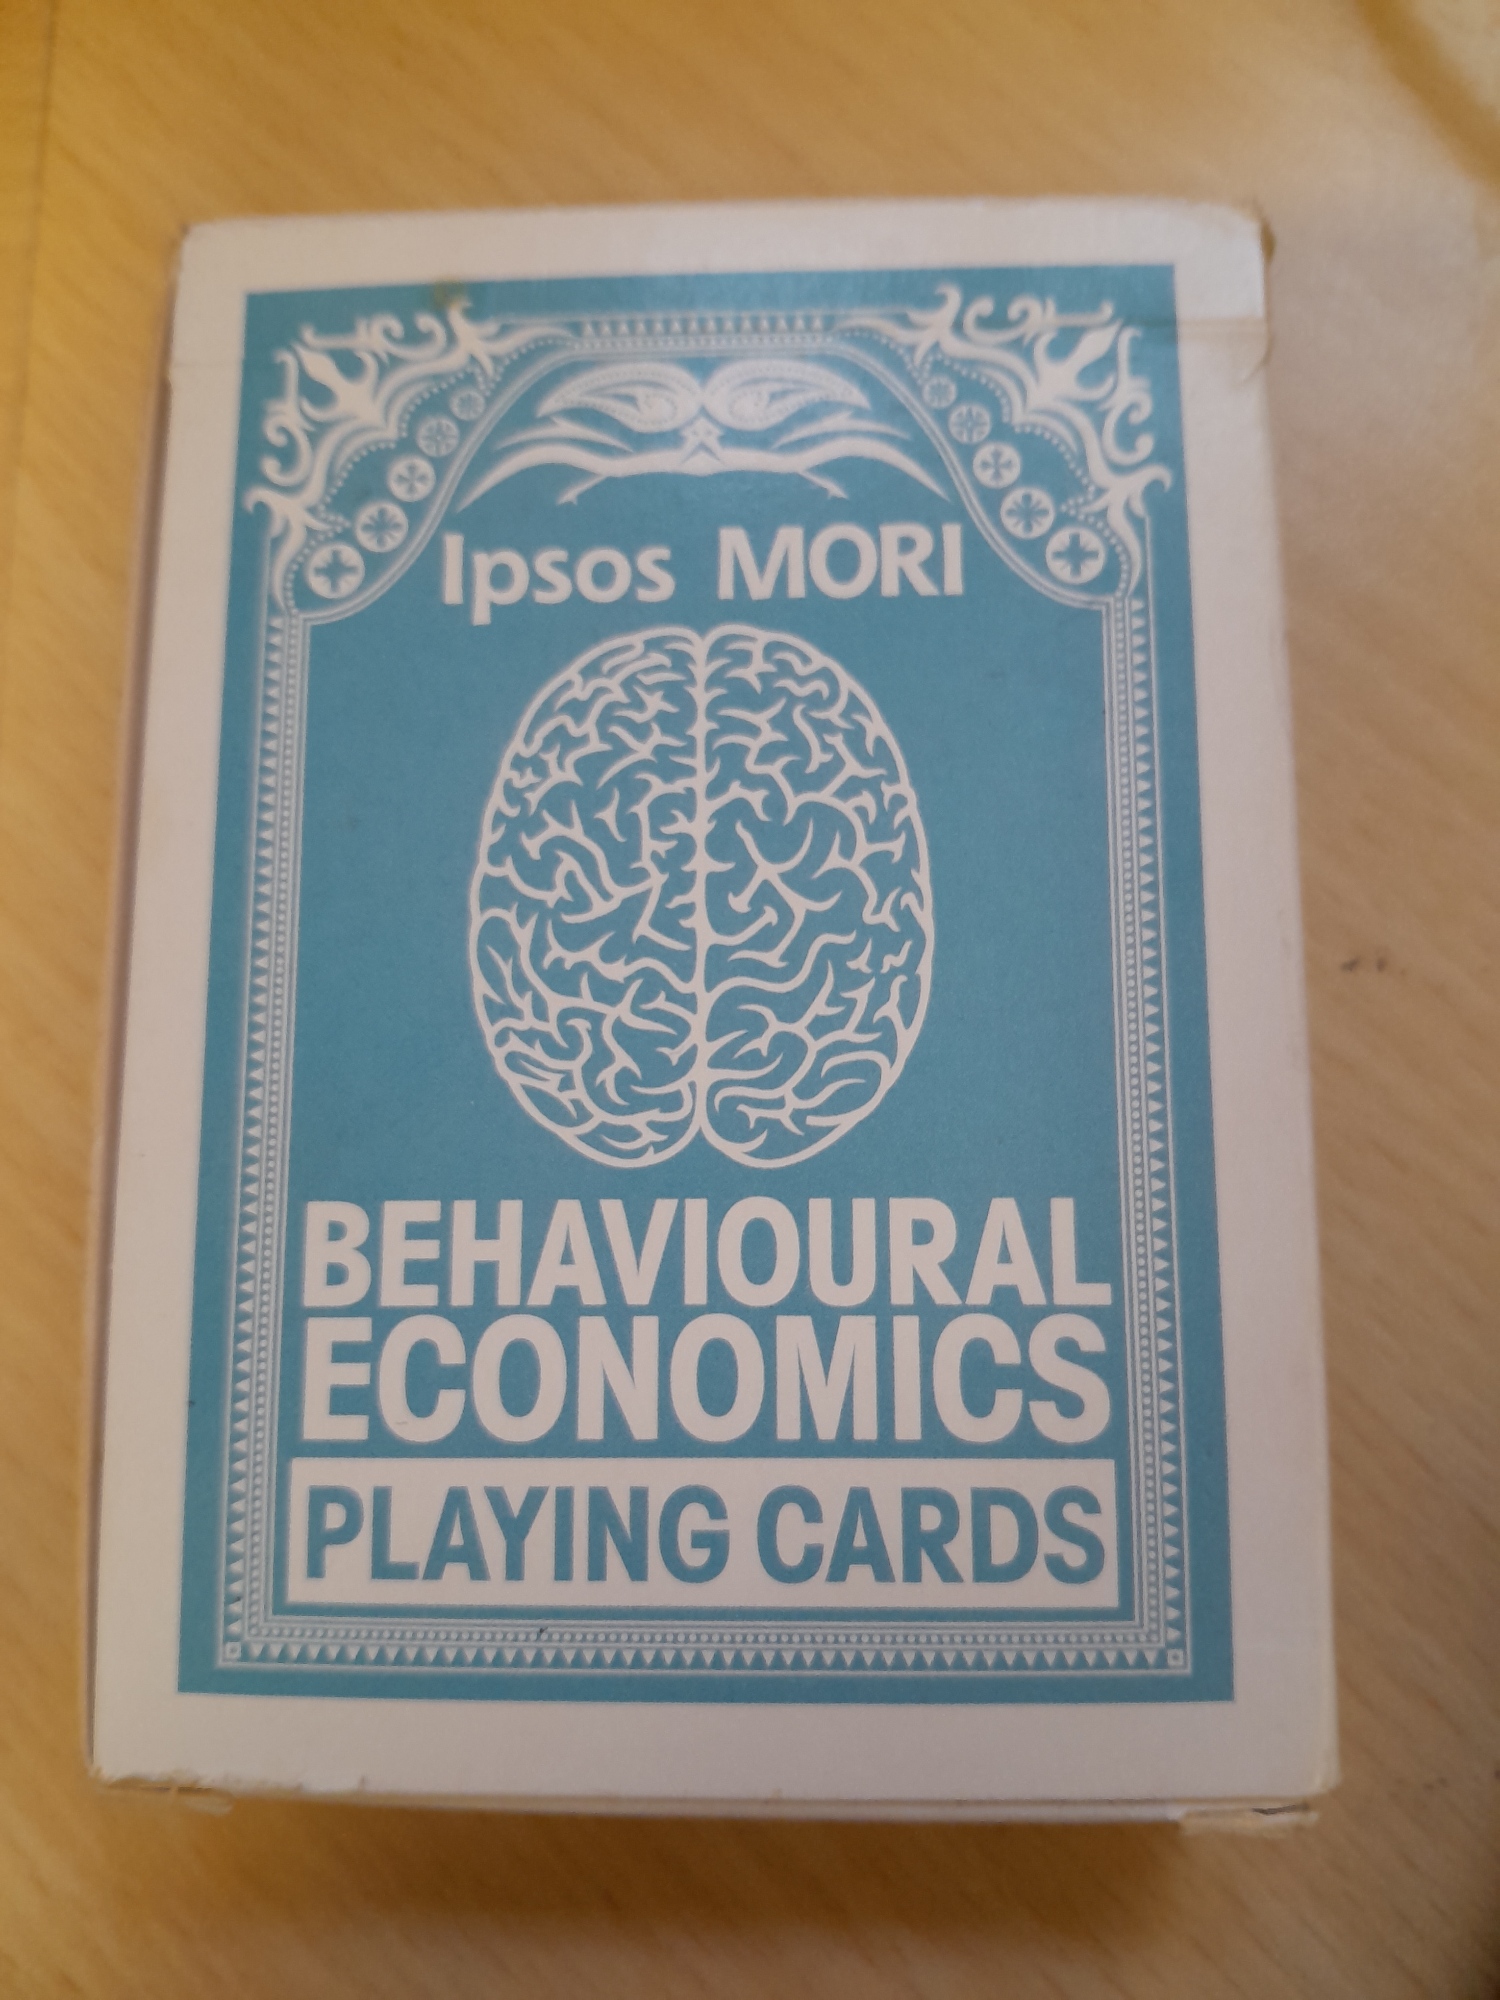 Ipsos MORI
BEHAVIOURAL
ECONOMICS
PLAYING CARDS